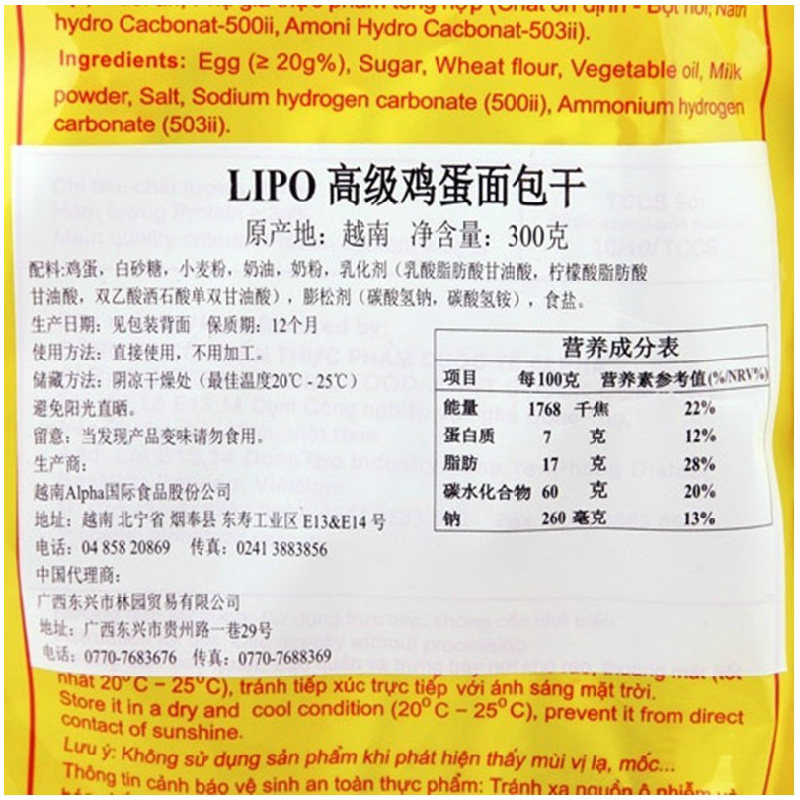 hydro Cacbonat-500ii, Amoni Hydro Cacbonat-503ii).
Ingredients: Egg (≥ 20g%), Sugar, Wheat flour, Vegetable oil, Milk
powder, Salt, Sodium hydrogen carbonate (500ii), Ammonium hydrogen
carbonate (503ii).
LIPO 高级鸡蛋面包干
原产地：越南 净含量：300克
配料:鸡蛋，白砂糖，小麦粉，奶油，奶粉，乳化剂（乳酸脂肪酸甘油酸，柠檬酸脂肪酸
甘油酸，双乙酸洒石酸单双甘油酸），膨松剂（碳酸氢钠，碳酸氢铵），食盐。
生产日期：见包装背面 保质期：12个月
使用方法：直接使用，不用加工。
储藏方法：阴凉干燥处（最佳温度20℃ - 25℃）
避免阳光直晒。
留意：当发现产品变味请勿食用。
生产商：
越南Alpha国际食品股份公司
地址：越南 北宁省 烟奉县 东寿工业区 E13&E14 号
电话：04 858 20869 传真：0241 3883856
中国代理商：
广西东兴市林园贸易有限公司
地址：广西东兴市贵州路一巷29号
电话：0770-7683676 传真：0770-7688369
营养成分表
项目 每100克 营养素参考值(%/NRV%)
能量 1768 千焦 22%
蛋白质 7 克 12%
脂肪 17 克 28%
碳水化合物 60 克 20%
钠 260 毫克 13%
nhát 20°C – 25°C), tránh tiếp xúc trực tiếp với ánh sáng mặt trời.
Store it in a dry and cool condition (20°C – 25°C), prevent it from direct
contact of sunshine.
Lưu ý: Không sử dụng sản phẩm khi phát hiện thấy mùi vị lạ, mốc...
Thông tin cảnh báo vệ sinh an toàn thực phẩm: Tránh xa nguồn ô nhiễm